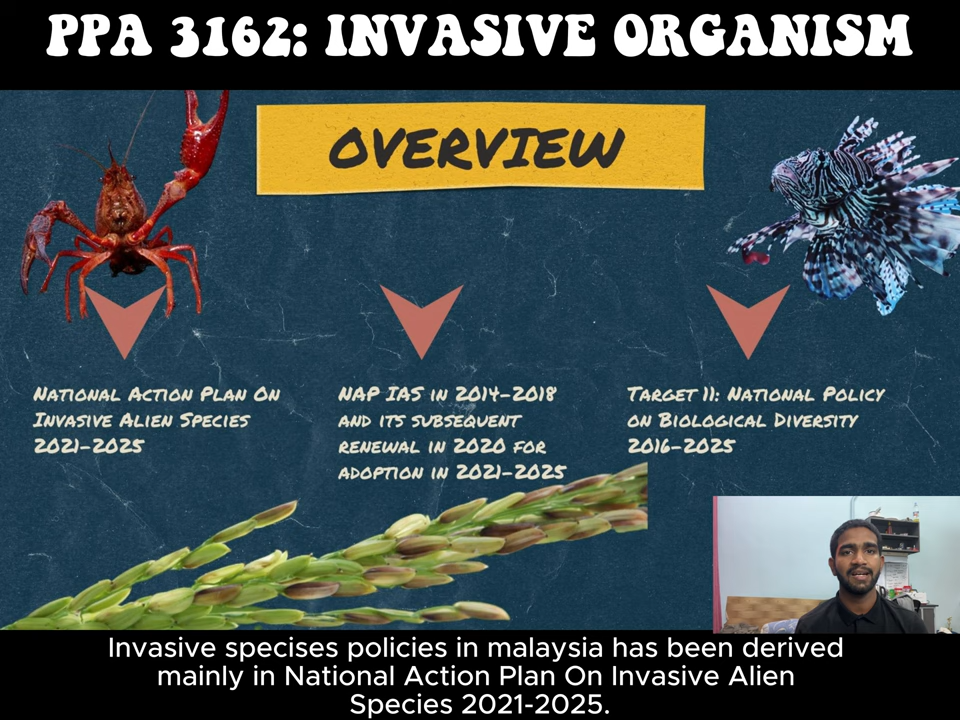 PPA 3162: INVASIVE ORGANISM
OVERVIEW
NATIONAL ACTION PLAN ON
INVASIVE ALIEN SPECIES
2021-2025
NAP IAS IN 2014-2018
AND ITS SUBSEQUENT
RENEWAL IN 2020 FOR
ADOPTION IN 2021-2025
TARGET 11: NATIONAL POLICY
ON BIOLOGICAL DIVERSITY
2016-2025
Invasive specises policies in malaysia has been derived
mainly in National Action Plan On Invasive Alien
Species 2021-2025.